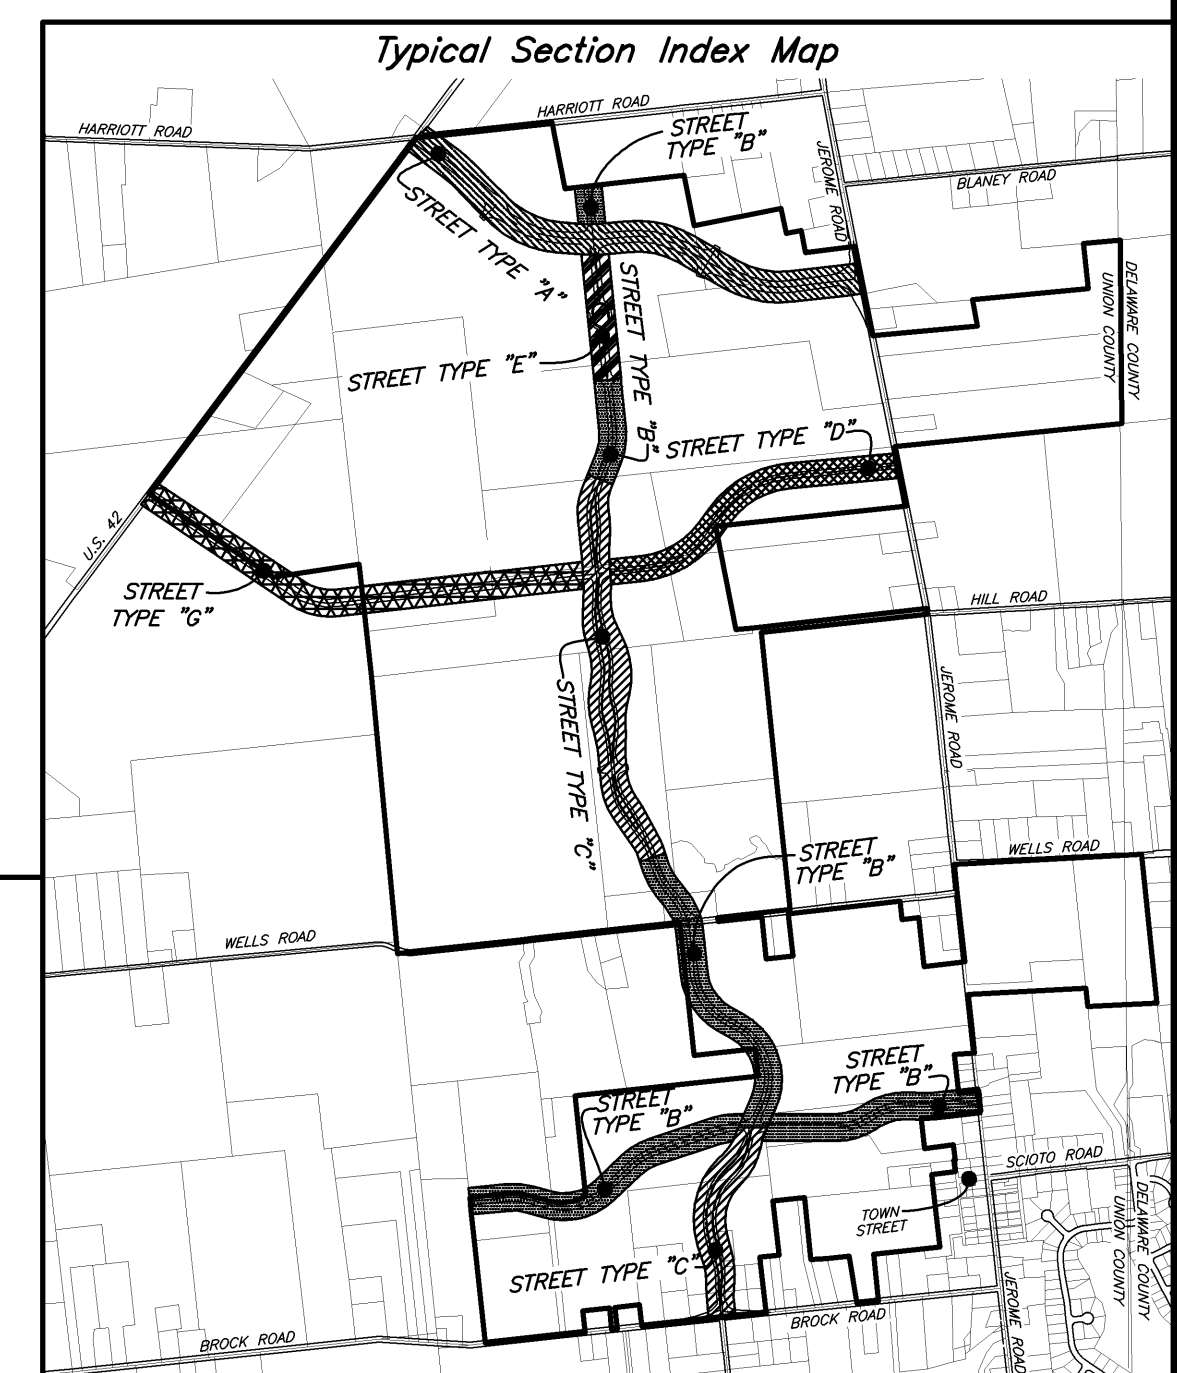 Typical Section Index Map
HARRIOTT ROAD
HARRIOTT ROAD
STREET
TYPE "B"
JEROME ROAD
BLANEY ROAD
STREET TYPE "A"
STREET TYPE "B"
DELAWARE COUNTY
UNION COUNTY
STREET TYPE "E"
STREET TYPE "D"
U.S. 42
STREET
TYPE "G"
HILL ROAD
JEROME ROAD
STREET TYPE "C"
STREET
TYPE "B"
WELLS ROAD
WELLS ROAD
STREET
TYPE "B"
STREET
TYPE "B"
SCIOTO ROAD
TOWN
STREET
DELAWARE COUNTY
UNION COUNTY
STREET TYPE "C"
BROCK ROAD
BROCK ROAD
JEROME ROAD